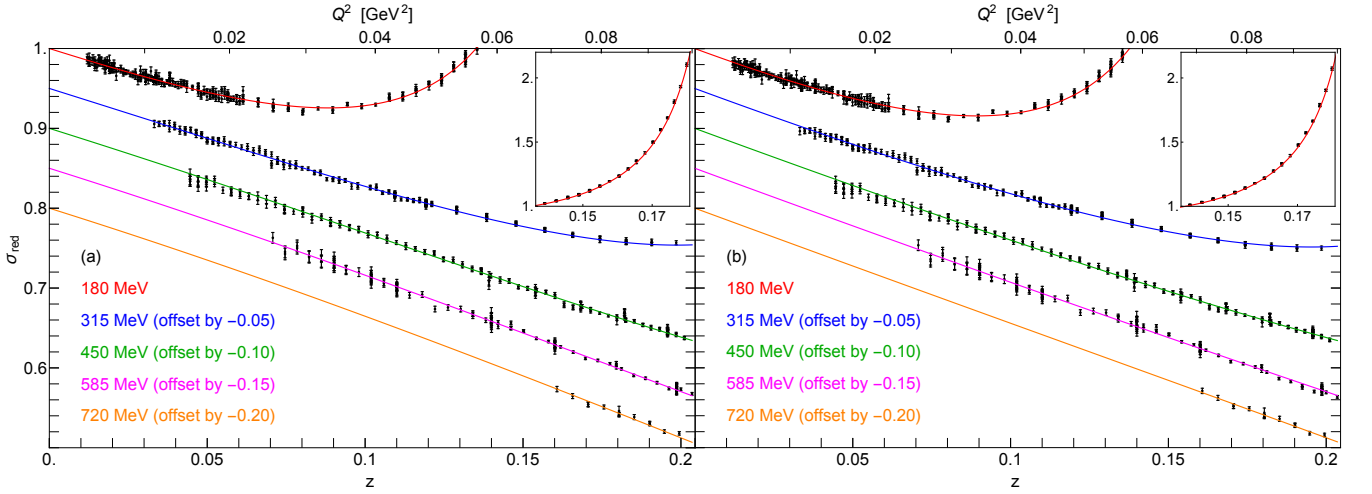 Q² [GeV²]
0.02 0.04 0.06 0.08
1.
0.9
0.8
0.7
0.6
σred
2
1.5
1
0.15 0.17
(a)
180 MeV
315 MeV (offset by −0.05)
450 MeV (offset by −0.10)
585 MeV (offset by −0.15)
720 MeV (offset by −0.20)
0. 0.05 0.1 0.15 0.2
z
Q² [GeV²]
0.02 0.04 0.06 0.08
2
1.5
1
0.15 0.17
(b)
180 MeV
315 MeV (offset by −0.05)
450 MeV (offset by −0.10)
585 MeV (offset by −0.15)
720 MeV (offset by −0.20)
0.05 0.1 0.15 0.2
z